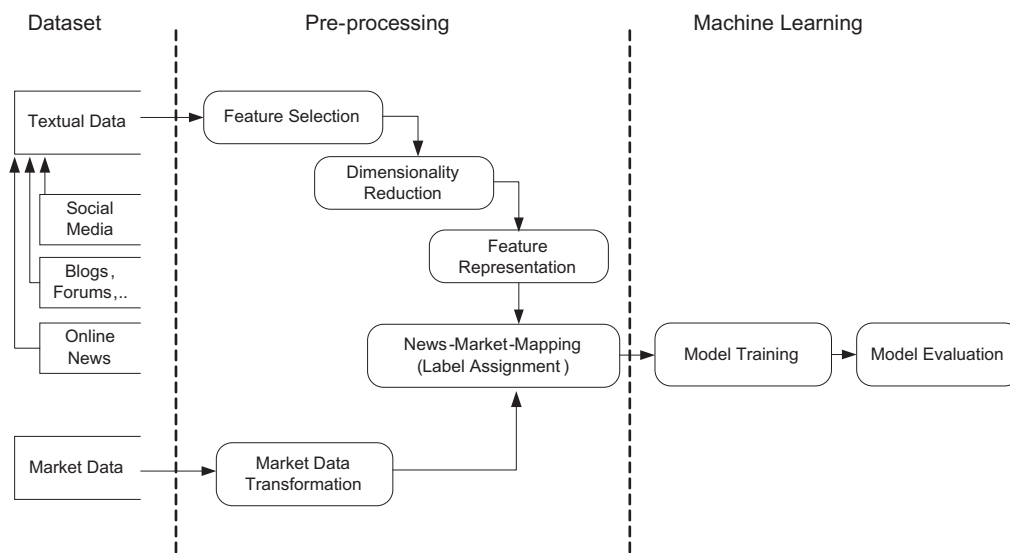 Dataset
Pre-processing
Machine Learning
Textual Data
Feature Selection
Dimensionality
Reduction
Social
Media
Feature
Representation
Blogs,
Forums,..
Online
News
News-Market-Mapping
(Label Assignment)
Model Training
Model Evaluation
Market Data
Market Data
Transformation